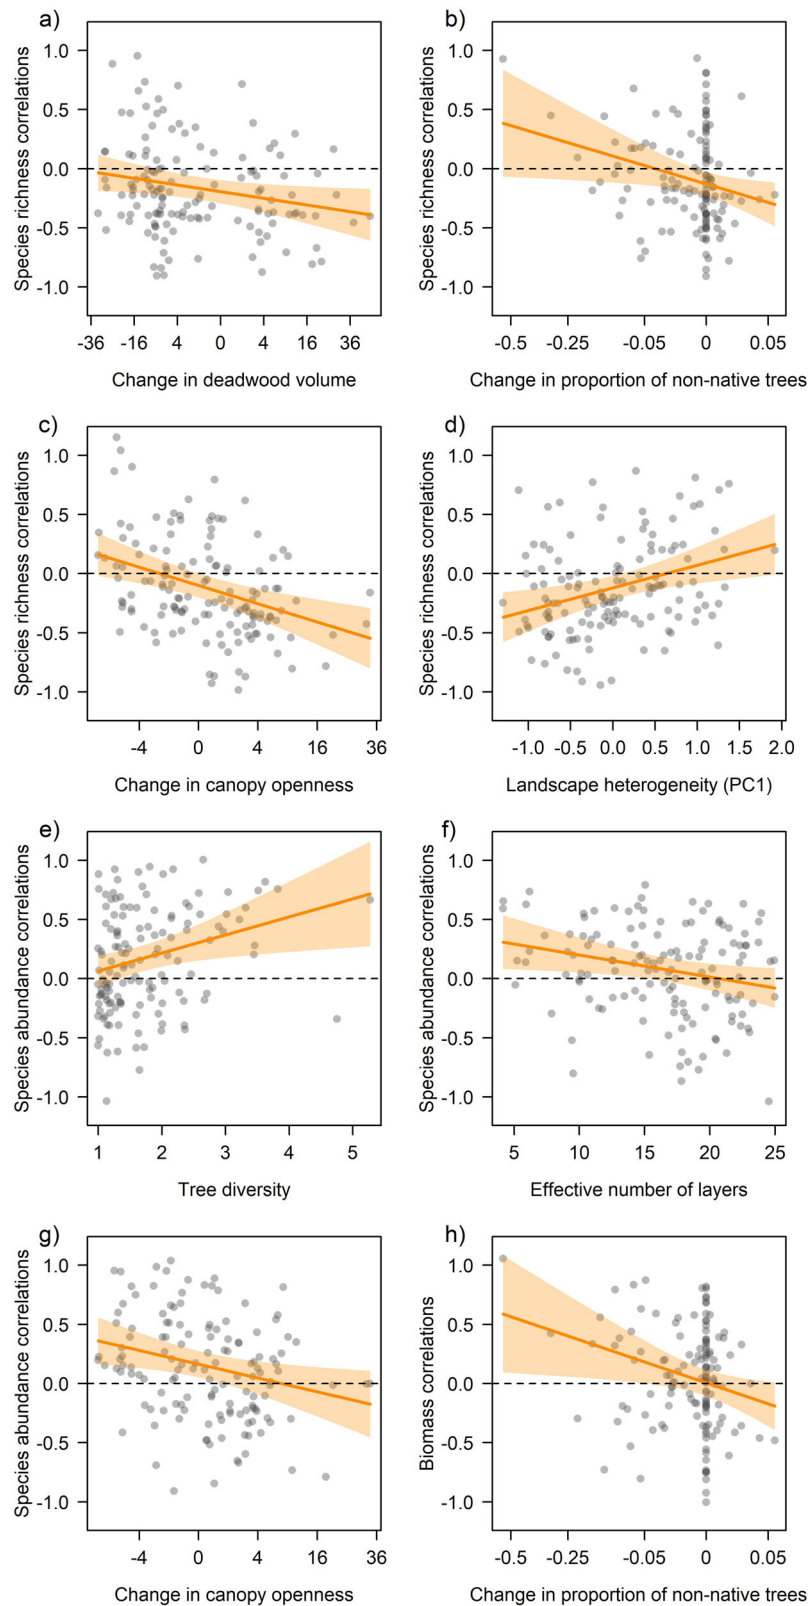 a)
Species richness correlations
1.0
0.5
0.0
-0.5
-1.0
-36 -16 4 0 4 16 36
Change in deadwood volume
b)
Species richness correlations
1.0
0.5
0.0
-0.5
-1.0
-0.5 -0.25 -0.05 0 0.05
Change in proportion of non-native trees
c)
Species richness correlations
1.0
0.5
0.0
-0.5
-1.0
-4 0 4 16 36
Change in canopy openness
d)
Species richness correlations
1.0
0.5
0.0
-0.5
-1.0
-1.0 -0.5 0.0 0.5 1.0 1.5 2.0
Landscape heterogeneity (PC1)
e)
Species abundance correlations
1.0
0.5
0.0
-0.5
-1.0
1 2 3 4 5
Tree diversity
f)
Species abundance correlations
1.0
0.5
0.0
-0.5
-1.0
5 10 15 20 25
Effective number of layers
g)
Species abundance correlations
1.0
0.5
0.0
-0.5
-1.0
-4 0 4 16 36
Change in canopy openness
h)
Biomass correlations
1.0
0.5
0.0
-0.5
-1.0
-0.5 -0.25 -0.05 0 0.05
Change in proportion of non-native trees